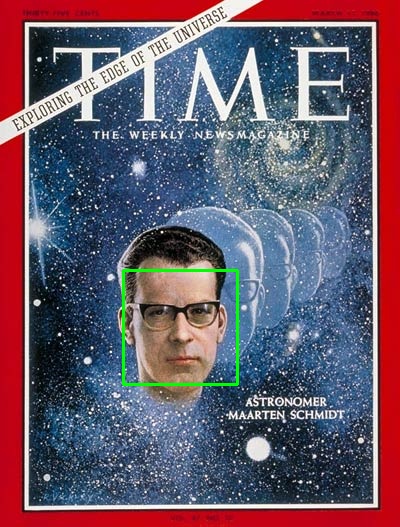 EXPLORING THE EDGE OF THE UNIVERSE
TIME
THE WEEKLY NEWSMAGAZINE
ASTRONOMER
MAARTEN SCHMIDT